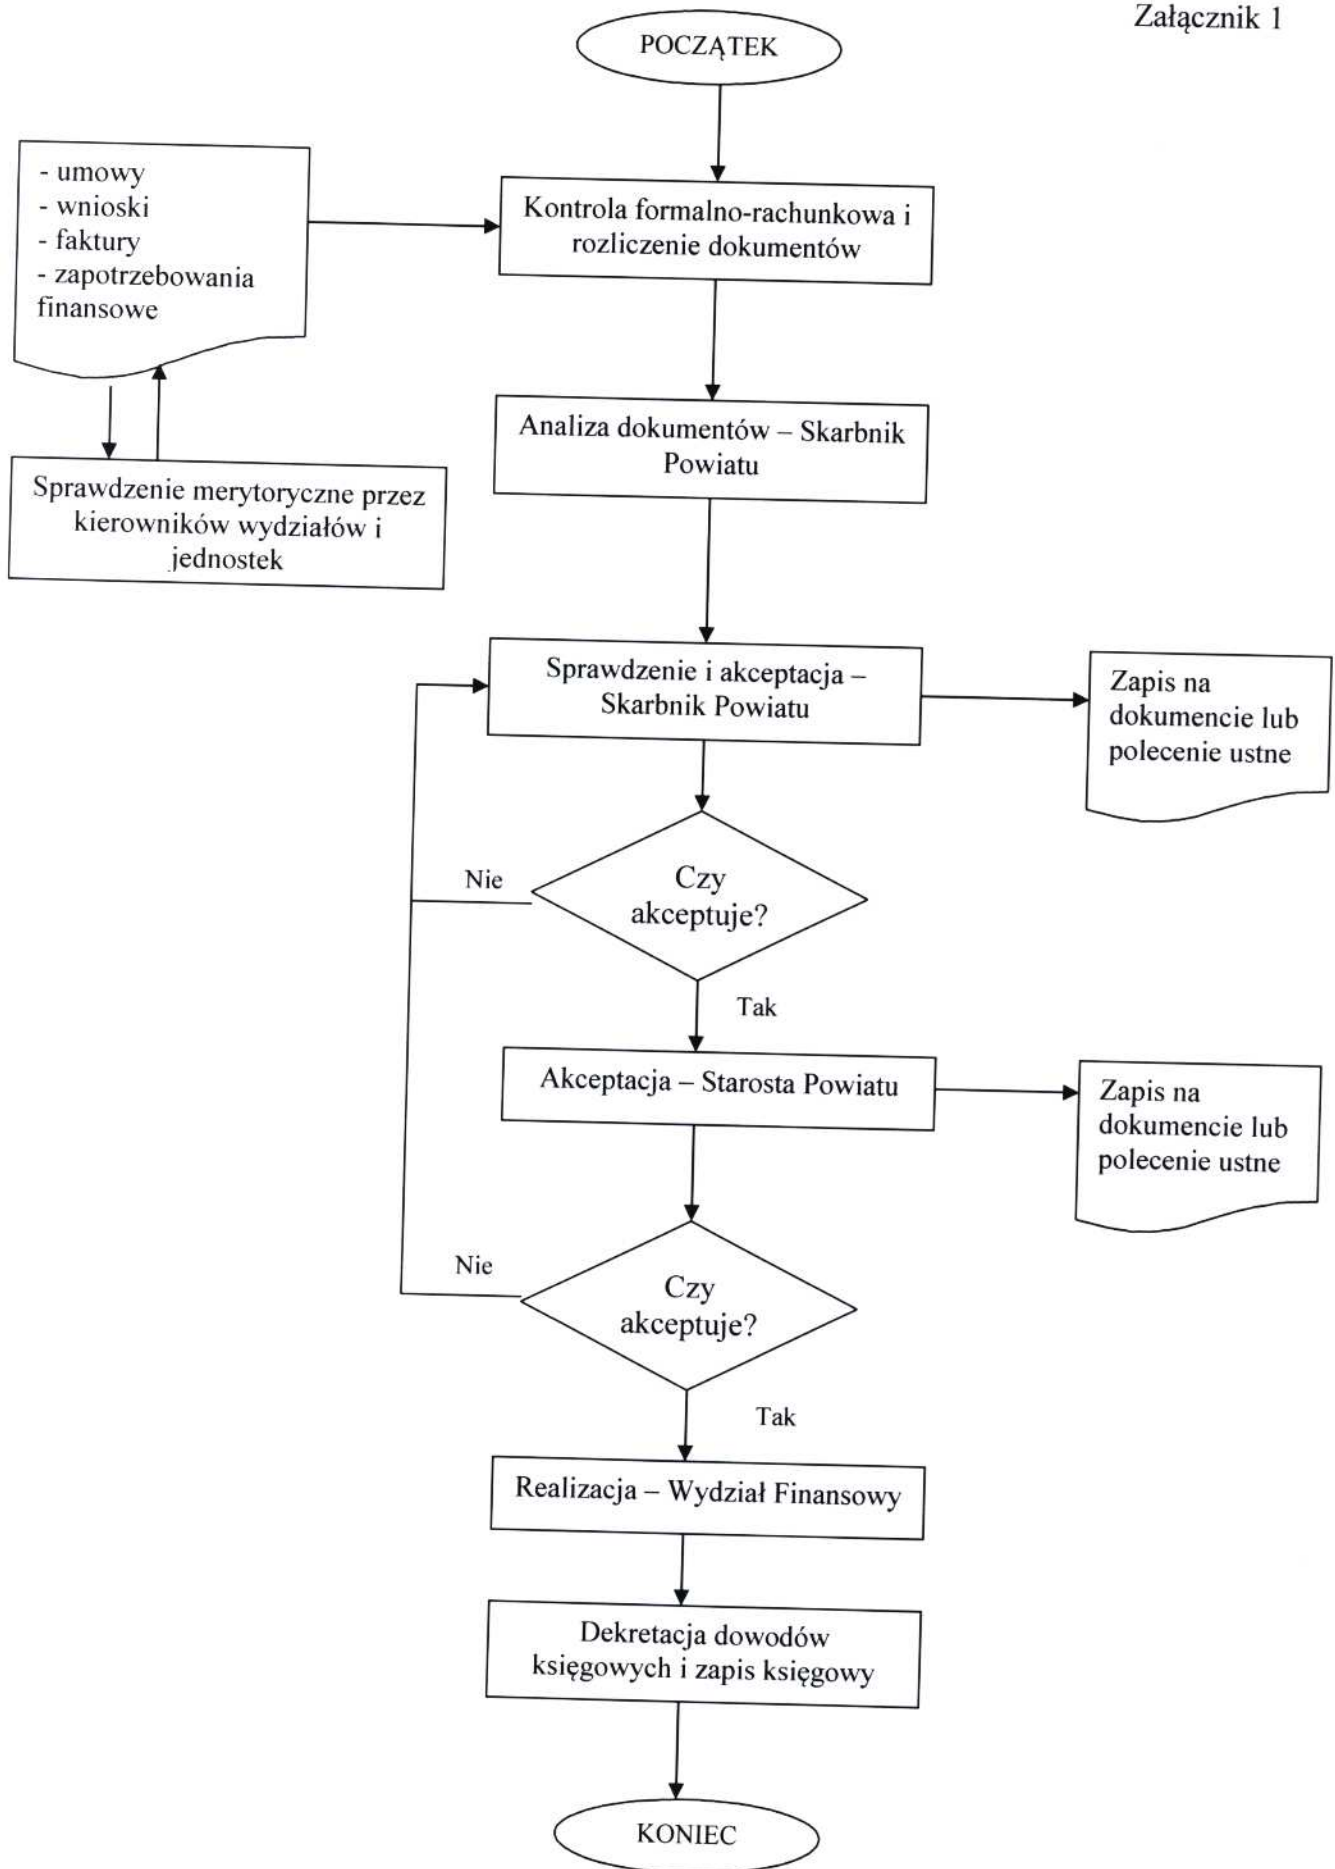 Załącznik 1
POCZĄTEK
- umowy
- wnioski
- faktury
- zapotrzebowania
finansowe
Kontrola formalno-rachunkowa i
rozliczenie dokumentów
Analiza dokumentów – Skarbnik
Powiatu
Sprawdzenie merytoryczne przez
kierowników wydziałów i
jednostek
Sprawdzenie i akceptacja –
Skarbnik Powiatu
Zapis na
dokumencie lub
polecenie ustne
Czy
akceptuje?
Nie
Tak
Akceptacja – Starosta Powiatu
Zapis na
dokumencie lub
polecenie ustne
Czy
akceptuje?
Nie
Tak
Realizacja – Wydział Finansowy
Dekretacja dowodów
księgowych i zapis księgowy
KONIEC